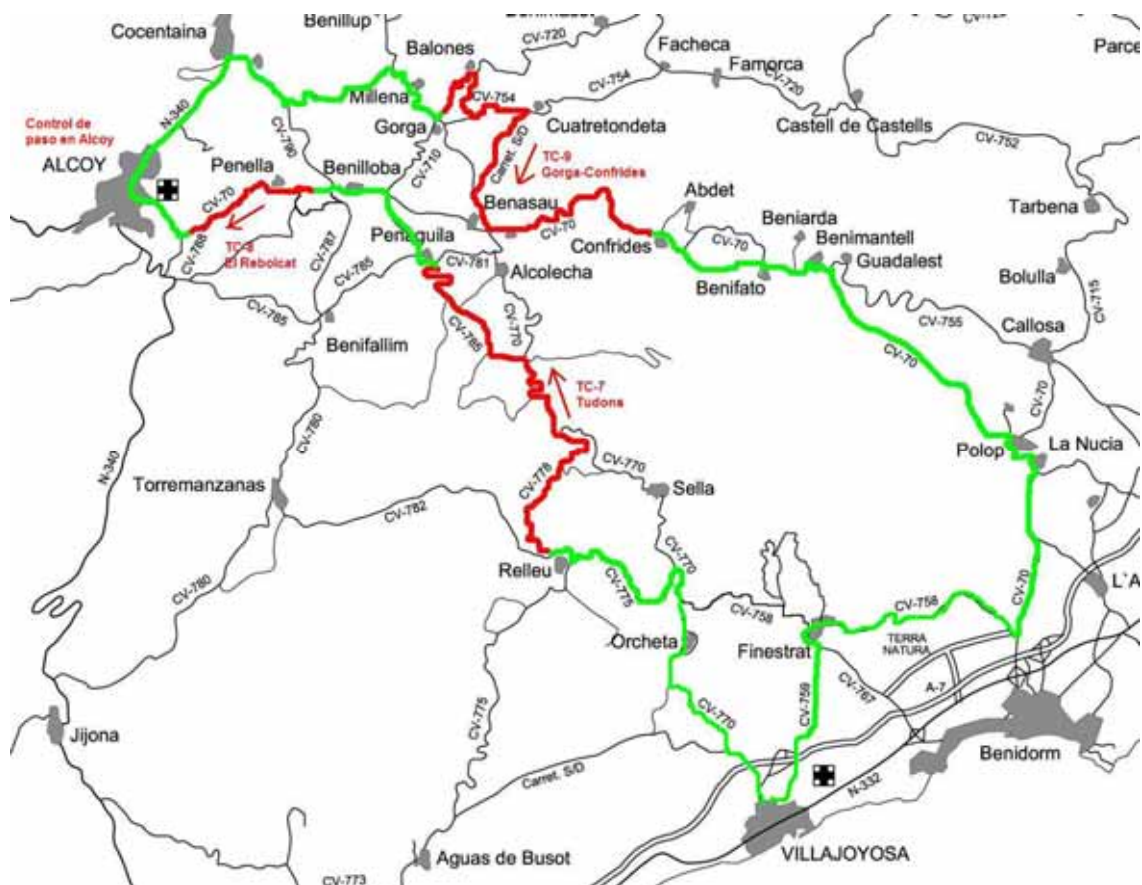 Benillup
Cocentaina
Balones
CV-720
Facheca
Famorca
CV-720
CV-754
Millena
CV-754
N-340
Cuatretondeta
Castell de Castells
Control de
paso en Alcoy
Gorga
CV-752
ALCOY
CV-790
Penella
Benilloba
CV-710
Carret. S/D
TC-9
Gorga-Confrides
Abdet
Tarbena
CV-70
Benasau
Beniarda
CV-70
Benimantell
CV-70
Confrides
Guadalest
CV-788
TC-8
El Rebolcat
Penaguila
CV-787
CV-785
CV-781
Alcolecha
Benifato
Bolulla
CV-715
CV-785
CV-755
Callosa
Benifallim
CV-785
CV-770
CV-70
TC-7
Tudons
CV-70
CV-780
N-340
Polop
La Nucia
CV-778
CV-770
Torremanzanas
Sella
CV-782
CV-770
Relleu
CV-780
CV-775
CV-758
CV-758
CV-70
L'A
Orcheta
Finestrat
TERRA
NATURA
CV-770
CV-759
CV-767
A-7
CV-775
Jijona
Benidorm
Carret. S/D
N-332
VILLAJOYOSA
Aguas de Busot
CV-773